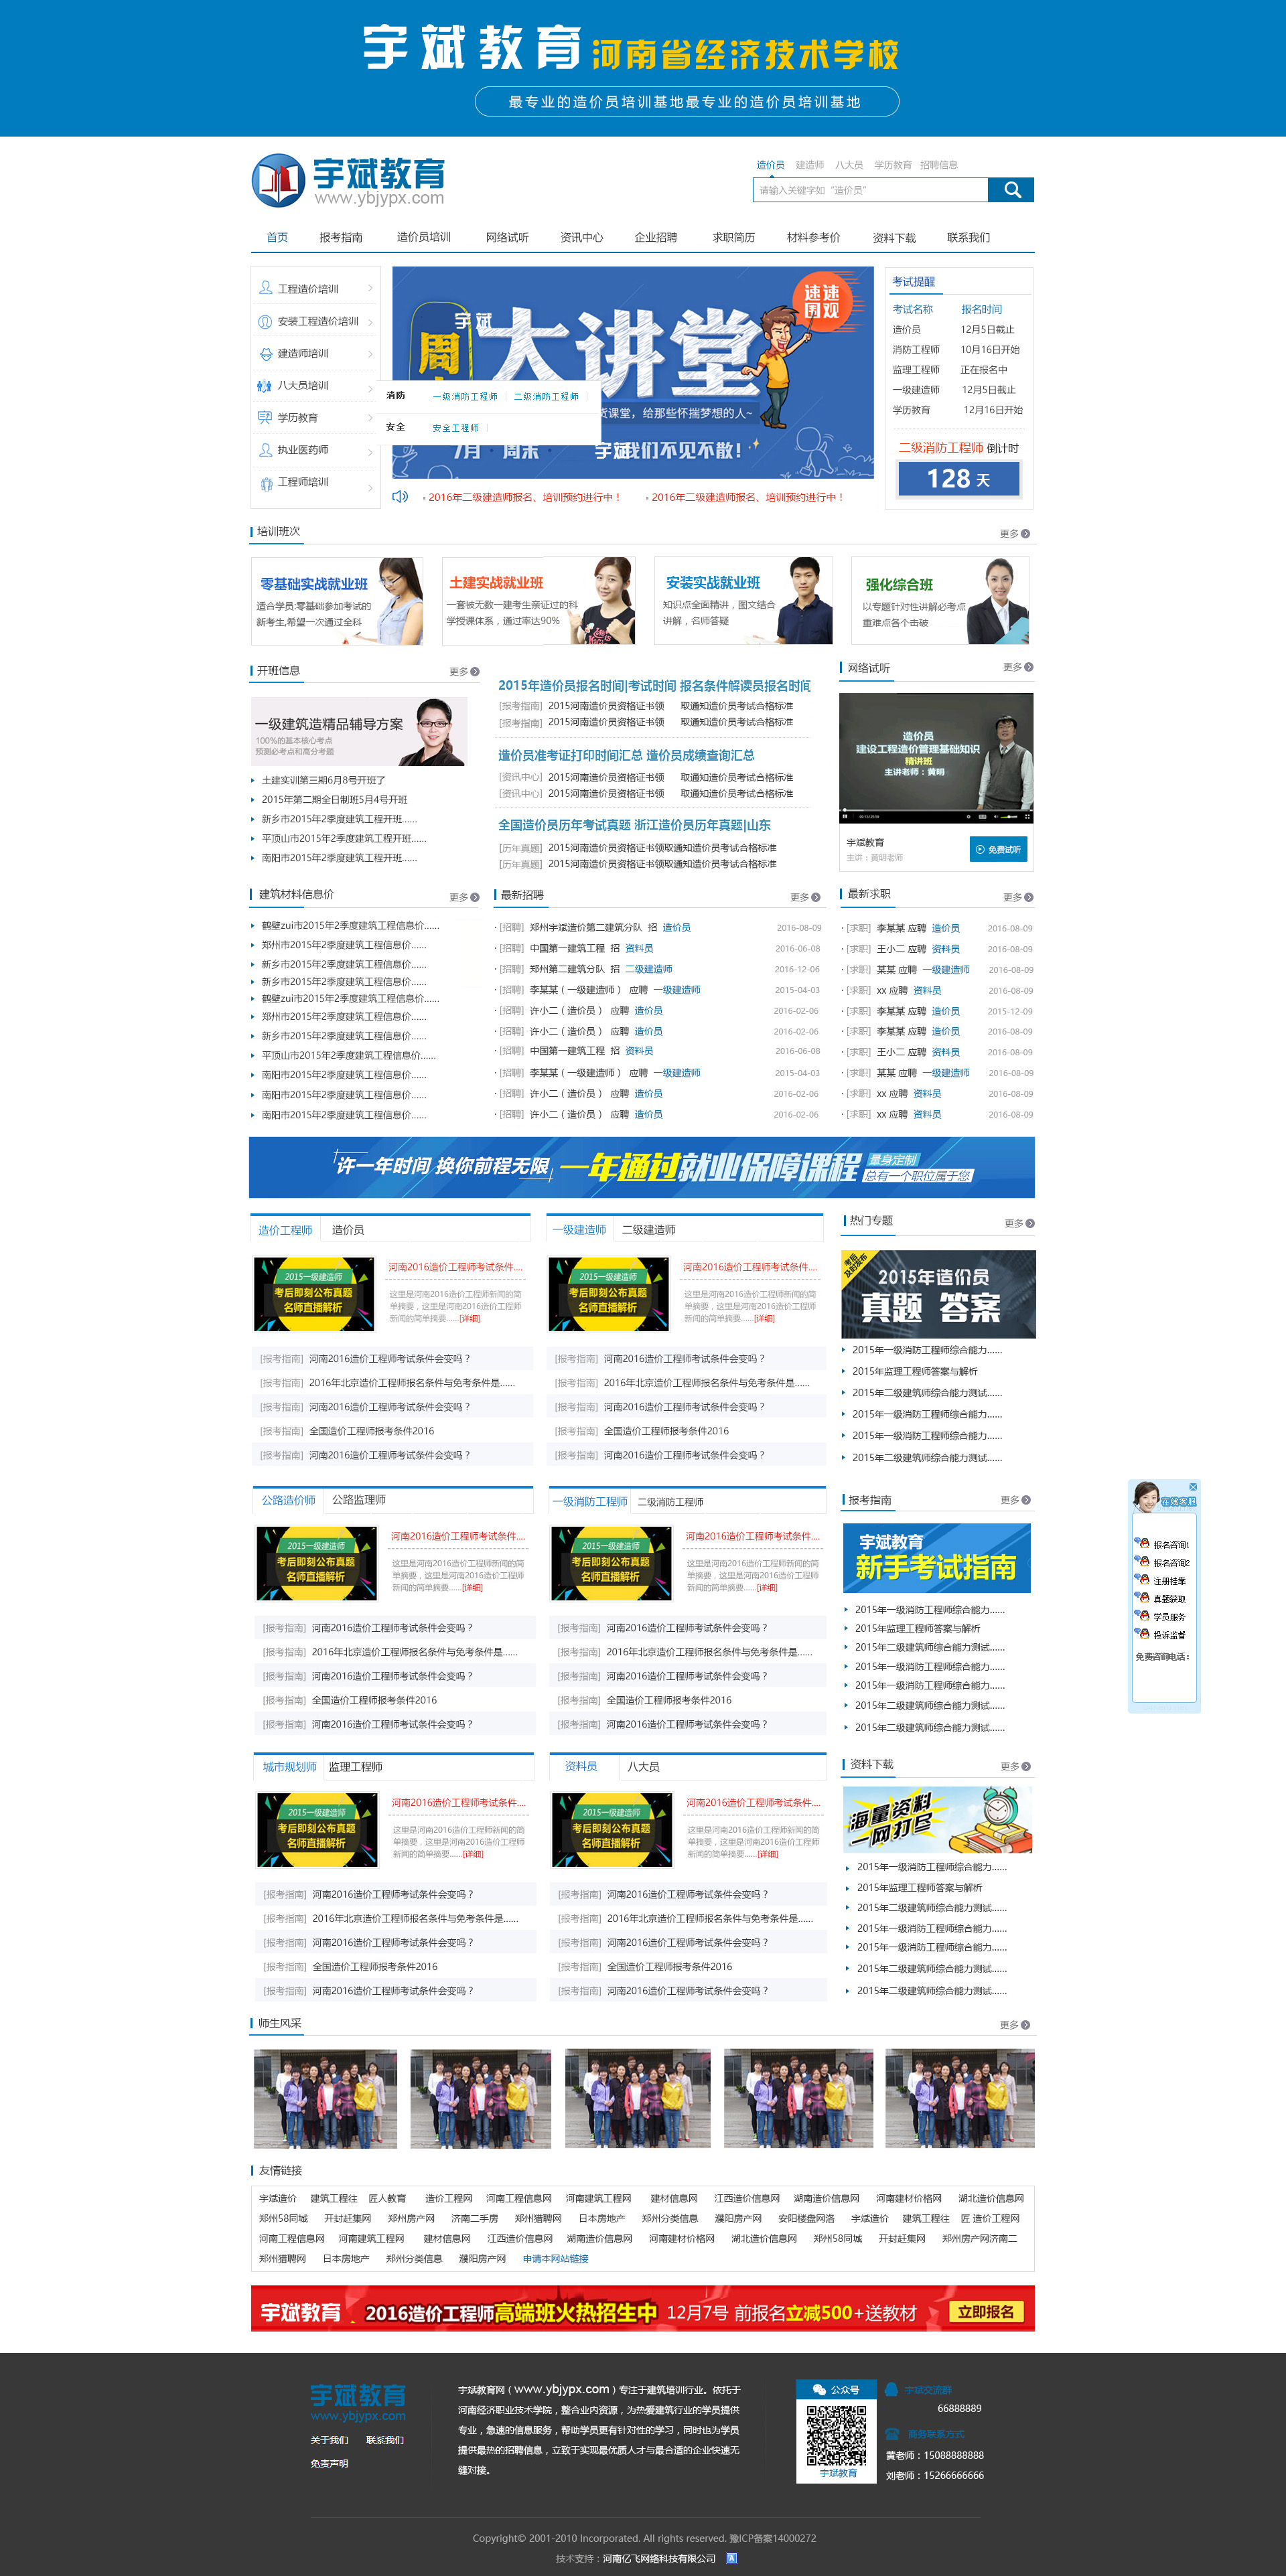 宇斌教育 河南省经济技术学校
最专业的造价员培训基地最专业的造价员培训基地
宇斌教育
www.ybjypx.com
造价员 建造师 八大员 学历教育 招聘信息
请输入关键字如“造价员”
首页 报考指南 造价员培训 网络试听 资讯中心 企业招聘 求职简历 材料参考价 资料下载 联系我们
工程造价培训
安装工程造价培训
建造师培训
八大员培训
学历教育
执业医药师
工程师培训
宇斌
大讲堂
速速
围观
消防 一级消防工程师 二级消防工程师
安全 安全工程师
货课堂，给那些怀揣梦想的人~
7月·周末·宇斌 我们不见不散！
2016年二级建造师报名、培训预约进行中！
2016年二级建造师报名、培训预约进行中！
考试提醒
考试名称 报名时间
造价员 12月5日截止
消防工程师 10月16日开始
监理工程师 正在报名中
一级建造师 12月5日截止
学历教育 12月16日开始
二级消防工程师 倒计时
128 天
培训班次 更多
零基础实战就业班
适合学员:零基础参加考试的
新考生,希望一次通过全科
土建实战就业班
一套被无数一建考生亲证过的科
学授课体系，通过率达90%
安装实战就业班
知识点全面精讲，图文结合
讲解，名师答疑
强化综合班
以专题针对性讲解必考点
重难点各个击破
开班信息 更多
一级建筑造精品辅导方案
100%的基本核心考点
预测必考点和高分考题
土建实训第三期6月8号开班了
2015年第二期全日制班5月4号开班
新乡市2015年2季度建筑工程开班......
平顶山市2015年2季度建筑工程开班......
南阳市2015年2季度建筑工程开班......
2015年造价员报名时间|考试时间 报名条件解读员报名时间
[报考指南] 2015河南造价员资格证书领 取通知造价员考试合格标准
[报考指南] 2015河南造价员资格证书领 取通知造价员考试合格标准
造价员准考证打印时间汇总 造价员成绩查询汇总
[资讯中心] 2015河南造价员资格证书领 取通知造价员考试合格标准
[资讯中心] 2015河南造价员资格证书领 取通知造价员考试合格标准
全国造价员历年考试真题 浙江造价员历年真题|山东
[历年真题] 2015河南造价员资格证书领取通知造价员考试合格标准
[历年真题] 2015河南造价员资格证书领取通知造价员考试合格标准
网络试听 更多
造价员
建设工程造价管理基础知识
精讲班
主讲老师：黄明
宇斌教育
主讲：黄明老师
免费试听
建筑材料信息价 更多
鹤壁zui市2015年2季度建筑工程信息价......
郑州市2015年2季度建筑工程信息价......
新乡市2015年2季度建筑工程信息价......
新乡市2015年2季度建筑工程信息价......
鹤壁zui市2015年2季度建筑工程信息价......
郑州市2015年2季度建筑工程信息价......
新乡市2015年2季度建筑工程信息价......
平顶山市2015年2季度建筑工程信息价......
南阳市2015年2季度建筑工程信息价......
南阳市2015年2季度建筑工程信息价......
南阳市2015年2季度建筑工程信息价......
最新招聘 更多
· [招聘] 郑州宇斌造价第二建筑分队 招 造价员 2016-08-09
· [招聘] 中国第一建筑工程 招 资料员 2016-06-08
· [招聘] 郑州第二建筑分队 招 二级建造师 2016-12-06
· [招聘] 李某某（一级建造师） 应聘 一级建造师 2015-04-03
· [招聘] 许小二（造价员） 应聘 造价员 2016-02-06
· [招聘] 许小二（造价员） 应聘 造价员 2016-02-06
· [招聘] 中国第一建筑工程 招 资料员 2016-06-08
· [招聘] 李某某（一级建造师） 应聘 一级建造师 2015-04-03
· [招聘] 许小二（造价员） 应聘 造价员 2016-02-06
· [招聘] 许小二（造价员） 应聘 造价员 2016-02-06
最新求职 更多
· [求职] 李某某 应聘 造价员 2016-08-09
· [求职] 王小二 应聘 资料员 2016-08-09
· [求职] 某某 应聘 一级建造师 2016-08-09
· [求职] xx 应聘 资料员 2016-08-09
· [求职] 李某某 应聘 造价员 2015-12-09
· [求职] 李某某 应聘 造价员 2016-08-09
· [求职] 王小二 应聘 资料员 2016-08-09
· [求职] 某某 应聘 一级建造师 2016-08-09
· [求职] xx 应聘 资料员 2016-08-09
· [求职] xx 应聘 资料员 2016-08-09
许一年时间 换你前程无限 一年通过就业保障课程 量身定制
总有一个职位属于您
造价工程师 造价员
2015一级建造师
考后即刻公布真题
名师直播解析
河南2016造价工程师考试条件....
这里是河南2016造价工程师新闻的简
单摘要，这里是河南2016造价工程师
新闻的简单摘要......[详细]
[报考指南] 河南2016造价工程师考试条件会变吗？
[报考指南] 2016年北京造价工程师报名条件与免考条件是......
[报考指南] 河南2016造价工程师考试条件会变吗？
[报考指南] 全国造价工程师报考条件2016
[报考指南] 河南2016造价工程师考试条件会变吗？
一级建造师 二级建造师
2015一级建造师
考后即刻公布真题
名师直播解析
河南2016造价工程师考试条件....
这里是河南2016造价工程师新闻的简
单摘要，这里是河南2016造价工程师
新闻的简单摘要......[详细]
[报考指南] 河南2016造价工程师考试条件会变吗？
[报考指南] 2016年北京造价工程师报名条件与免考条件是......
[报考指南] 河南2016造价工程师考试条件会变吗？
[报考指南] 全国造价工程师报考条件2016
[报考指南] 河南2016造价工程师考试条件会变吗？
热门专题 更多
考后
及时发布
2015年造价员
真题 答案
2015年一级消防工程师综合能力......
2015年监理工程师答案与解析
2015年二级建筑师综合能力测试......
2015年一级消防工程师综合能力......
2015年一级消防工程师综合能力......
2015年二级建筑师综合能力测试......
公路造价师 公路监理师
2015一级建造师
考后即刻公布真题
名师直播解析
河南2016造价工程师考试条件....
这里是河南2016造价工程师新闻的简
单摘要，这里是河南2016造价工程师
新闻的简单摘要......[详细]
[报考指南] 河南2016造价工程师考试条件会变吗？
[报考指南] 2016年北京造价工程师报名条件与免考条件是......
[报考指南] 河南2016造价工程师考试条件会变吗？
[报考指南] 全国造价工程师报考条件2016
[报考指南] 河南2016造价工程师考试条件会变吗？
一级消防工程师 二级消防工程师
2015一级建造师
考后即刻公布真题
名师直播解析
河南2016造价工程师考试条件....
这里是河南2016造价工程师新闻的简
单摘要，这里是河南2016造价工程师
新闻的简单摘要......[详细]
[报考指南] 河南2016造价工程师考试条件会变吗？
[报考指南] 2016年北京造价工程师报名条件与免考条件是......
[报考指南] 河南2016造价工程师考试条件会变吗？
[报考指南] 全国造价工程师报考条件2016
[报考指南] 河南2016造价工程师考试条件会变吗？
报考指南 更多
宇斌教育
新手考试指南
2015年一级消防工程师综合能力......
2015年监理工程师答案与解析
2015年二级建筑师综合能力测试......
2015年一级消防工程师综合能力......
2015年一级消防工程师综合能力......
2015年二级建筑师综合能力测试......
2015年二级建筑师综合能力测试......
在线客服
报名咨询1
报名咨询2
注册挂靠
真题获取
学员服务
投诉监督
免费咨询电话：
城市规划师 监理工程师
2015一级建造师
考后即刻公布真题
名师直播解析
河南2016造价工程师考试条件....
这里是河南2016造价工程师新闻的简
单摘要，这里是河南2016造价工程师
新闻的简单摘要......[详细]
[报考指南] 河南2016造价工程师考试条件会变吗？
[报考指南] 2016年北京造价工程师报名条件与免考条件是......
[报考指南] 河南2016造价工程师考试条件会变吗？
[报考指南] 全国造价工程师报考条件2016
[报考指南] 河南2016造价工程师考试条件会变吗？
资料员 八大员
2015一级建造师
考后即刻公布真题
名师直播解析
河南2016造价工程师考试条件....
这里是河南2016造价工程师新闻的简
单摘要，这里是河南2016造价工程师
新闻的简单摘要......[详细]
[报考指南] 河南2016造价工程师考试条件会变吗？
[报考指南] 2016年北京造价工程师报名条件与免考条件是......
[报考指南] 河南2016造价工程师考试条件会变吗？
[报考指南] 全国造价工程师报考条件2016
[报考指南] 河南2016造价工程师考试条件会变吗？
资料下载 更多
海量资料
一网打尽
2015年一级消防工程师综合能力......
2015年监理工程师答案与解析
2015年二级建筑师综合能力测试......
2015年一级消防工程师综合能力......
2015年一级消防工程师综合能力......
2015年二级建筑师综合能力测试......
2015年二级建筑师综合能力测试......
师生风采 更多
友情链接
宇斌造价 建筑工程往 匠人教育 造价工程网 河南工程信息网 河南建筑工程网 建材信息网 江西造价信息网 湖南造价信息网 河南建材价格网 湖北造价信息网
郑州58同城 开封赶集网 郑州房产网 济南二手房 郑州猎聘网 日本房地产 郑州分类信息 濮阳房产网 安阳楼盘网洛 宇斌造价 建筑工程往 匠 造价工程网
河南工程信息网 河南建筑工程网 建材信息网 江西造价信息网 湖南造价信息网 河南建材价格网 湖北造价信息网 郑州58同城 开封赶集网 郑州房产网济南二
郑州猎聘网 日本房地产 郑州分类信息 濮阳房产网 申请本网站链接
宇斌教育 2016造价工程师高端班火热招生中 12月7号 前报名立减500+送教材 立即报名
宇斌教育
www.ybjypx.com
关于我们 联系我们
免责声明
宇斌教育网（www.ybjypx.com）专注于建筑培训行业。依托于
河南经济职业技术学院，整合业内资源，为热爱建筑行业的学员提供
专业，急速的信息服务，帮助学员更有针对性的学习，同时也为学员
提供最热的招聘信息，立致于实现最优质人才与最合适的企业快速无
缝对接。
公众号
宇斌教育
宇斌交流群
66888889
商务联系方式
黄老师：15088888888
刘老师：15266666666
Copyright© 2001-2010 Incorporated. All rights reserved. 豫ICP备案14000272
技术支持：河南亿飞网络科技有限公司